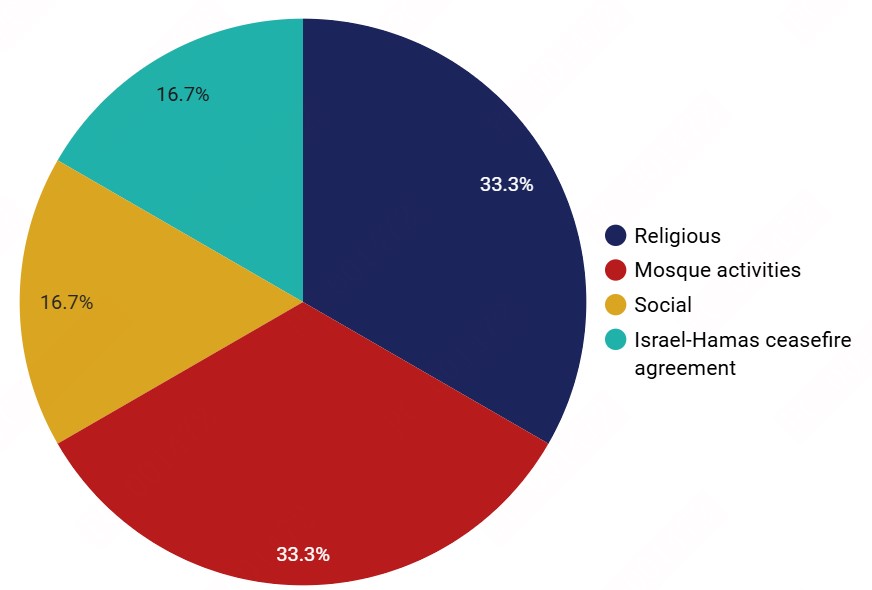 16.7%
33.3%
16.7%
33.3%
Religious
Mosque activities
Social
Israel-Hamas ceasefire
agreement